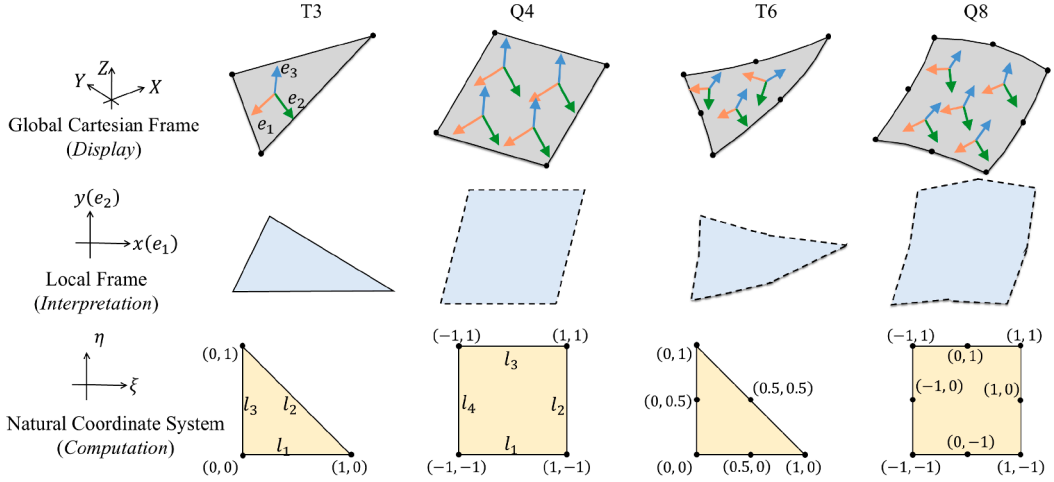 T3
Q4
T6
Q8
Z
Y
X
Global Cartesian Frame
(Display)
e₃
e₂
e₁
y(e₂)
x(e₁)
Local Frame
(Interpretation)
η
ξ
Natural Coordinate System
(Computation)
(0, 1)
l₃
l₂
l₁
(0, 0)
(1, 0)
(−1, 1)
(1, 1)
l₃
l₄
l₂
l₁
(−1, −1)
(1, −1)
(0, 1)
(0.5, 0.5)
(0, 0.5)
(0, 0)
(0.5, 0)
(1, 0)
(−1, 1)
(1, 1)
(0, 1)
(−1, 0)
(1, 0)
(0, −1)
(−1, −1)
(1, −1)